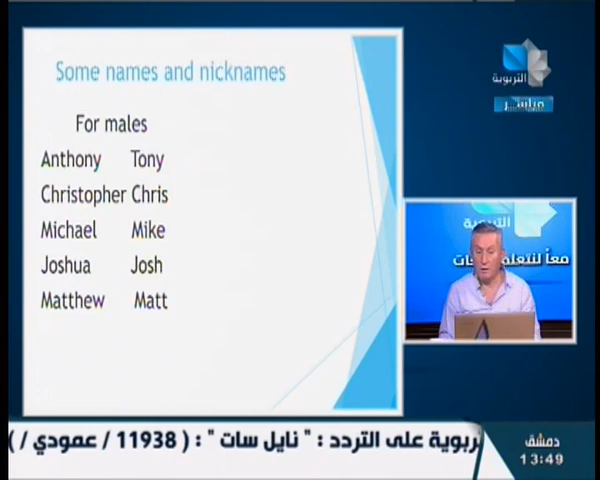 Some names and nicknames
For males
Anthony Tony
Christopher Chris
Michael Mike
Joshua Josh
Matthew Matt
التربوية
مباشر
التربوية
معاً لنتعلم
دمشق
13:49
التردد : " نايل سات " : ( 11938 / عمودي / ) على